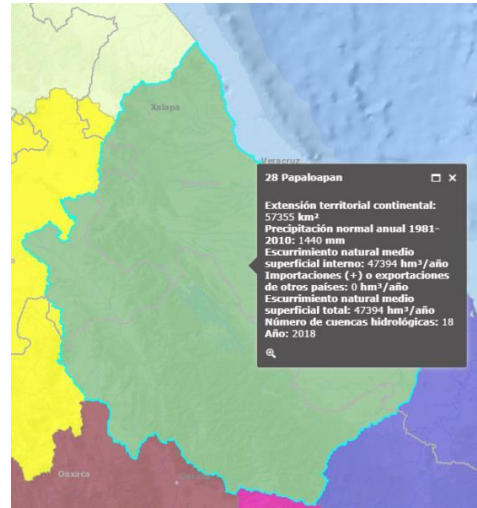 Xalapa
Veracruz
28 Papaloapan
Extensión territorial continental:
57355 km²
Precipitación normal anual 1981-
2010: 1440 mm
Escurrimiento natural medio
superficial interno: 47394 hm³/año
Importaciones (+) o exportaciones
de otros países: 0 hm³/año
Escurrimiento natural medio
superficial total: 47394 hm³/año
Número de cuencas hidrológicas: 18
Año: 2018
Oaxaca